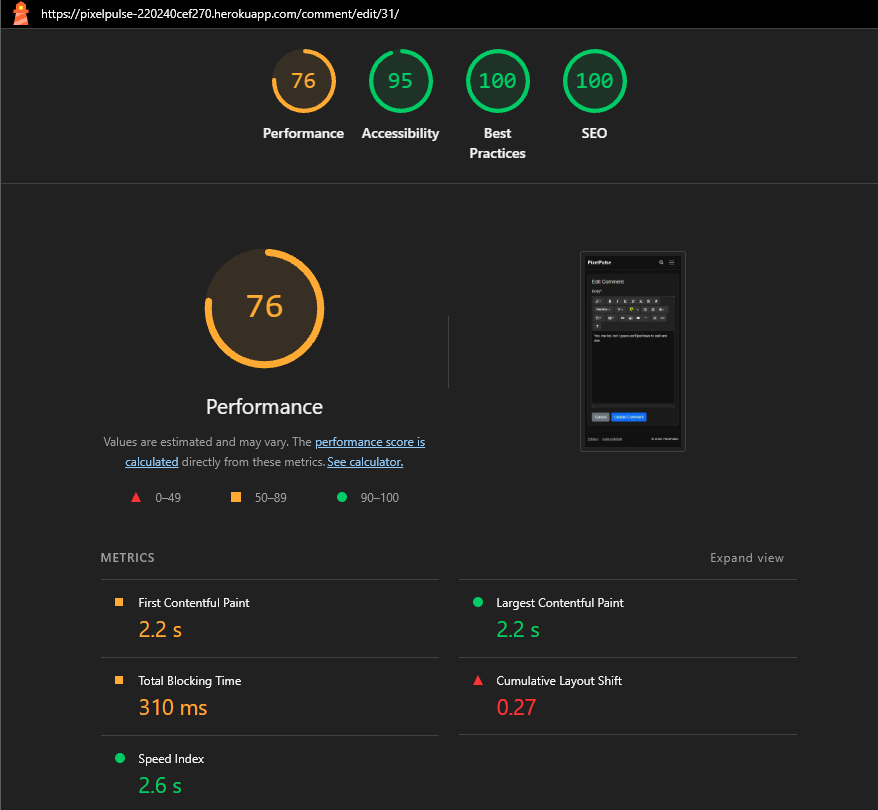 https://pixelpulse-220240cef270.herokuapp.com/comment/edit/31/
76
95
100
100
Performance
Accessibility
Best
Practices
SEO
76
Performance
Values are estimated and may vary. The performance score is
calculated directly from these metrics. See calculator.
0–49
50–89
90–100
PixelPulse
Edit Comment
Body*
Cancel
Update Comment
METRICS
Expand view
First Contentful Paint
2.2 s
Largest Contentful Paint
2.2 s
Total Blocking Time
310 ms
Cumulative Layout Shift
0.27
Speed Index
2.6 s